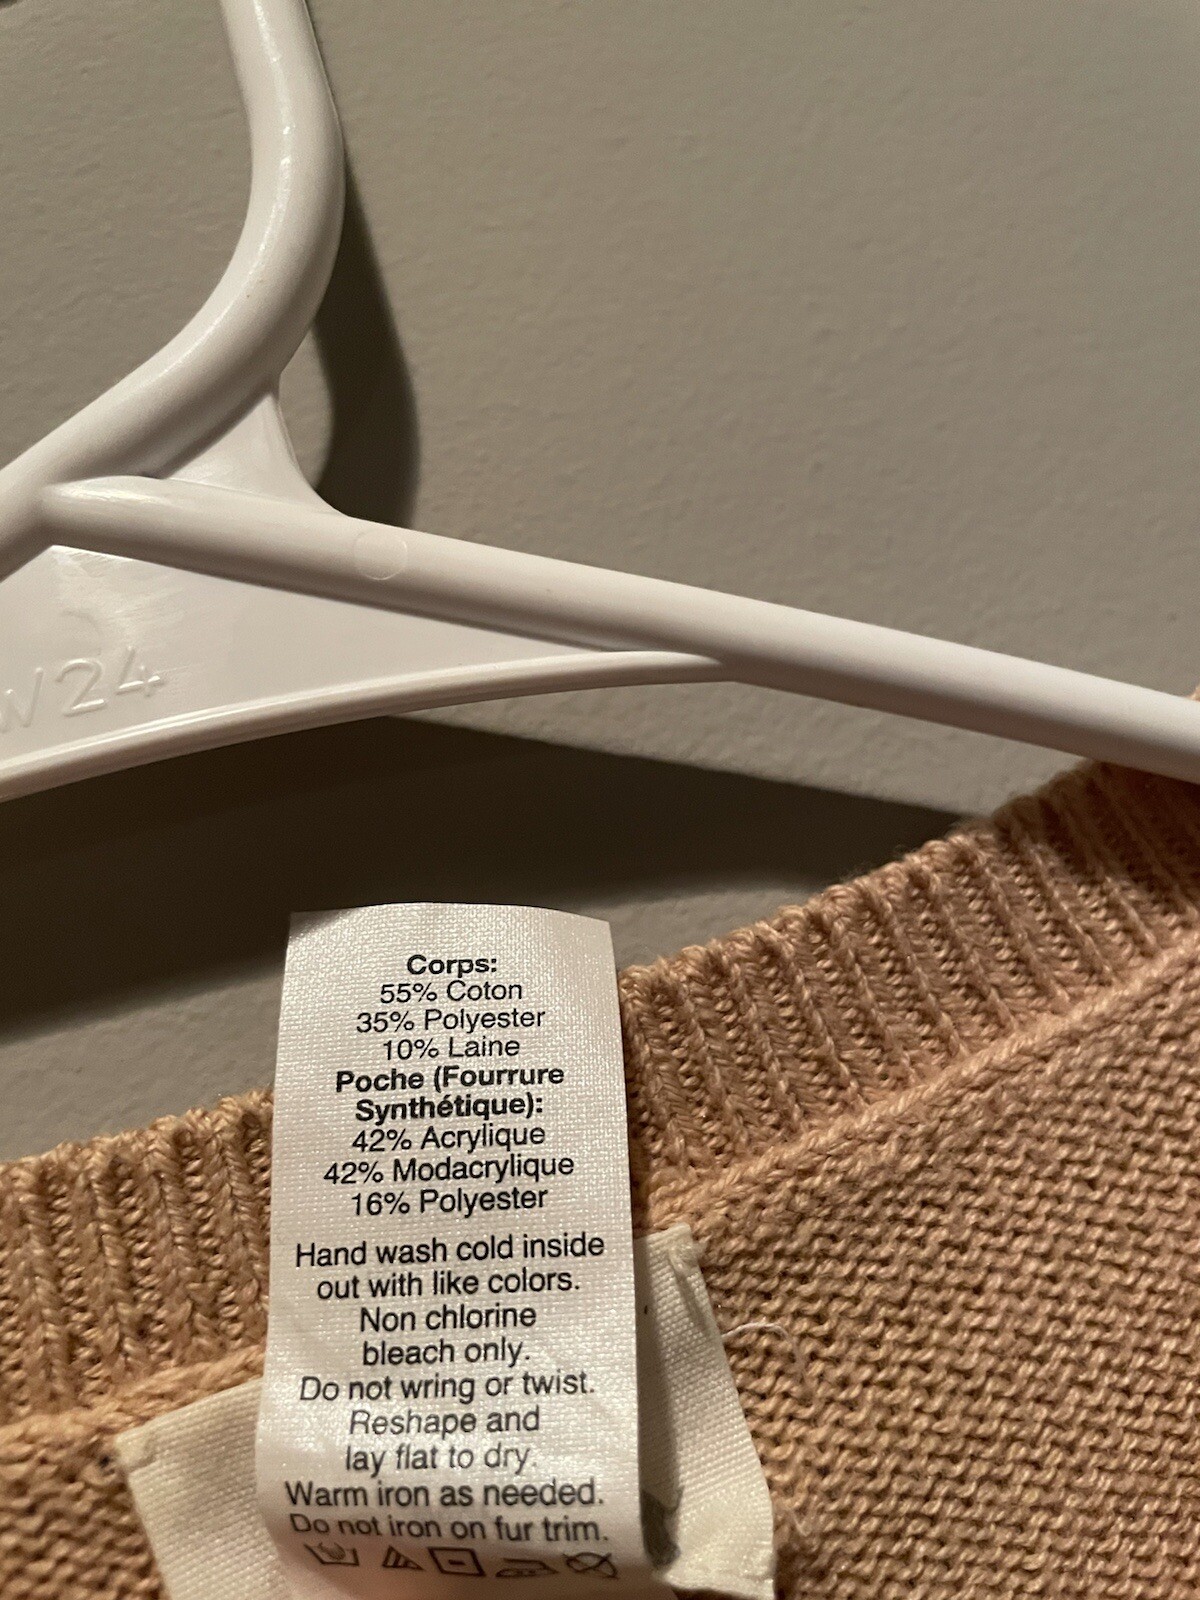 W24
Corps:
55% Coton
35% Polyester
10% Laine
Poche (Fourrure
Synthétique):
42% Acrylique
42% Modacrylique
16% Polyester
Hand wash cold inside
out with like colors.
Non chlorine
bleach only.
Do not wring or twist.
Reshape and
lay flat to dry.
Warm iron as needed.
Do not iron on fur trim.